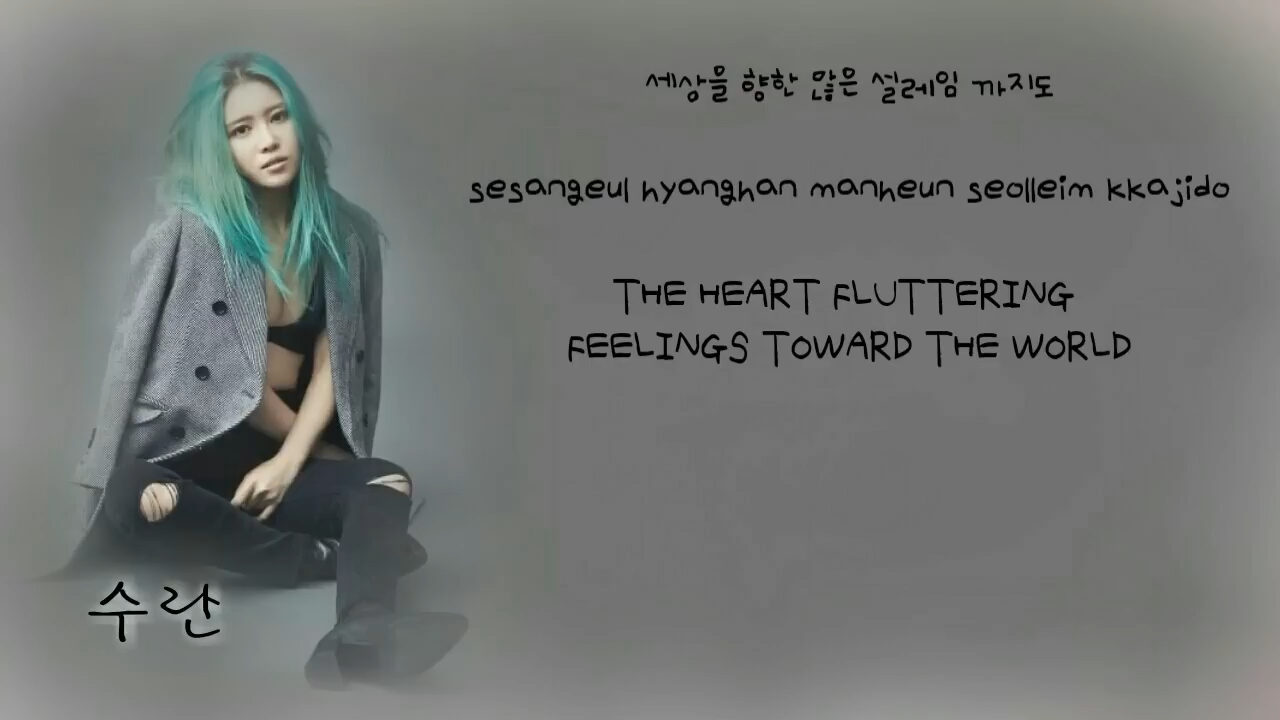 세상을 향한 많은 설레임 까지도
sesangeul hyanghan manheun seolleim kkajido
THE HEART FLUTTERING
FEELINGS TOWARD THE WORLD
수란